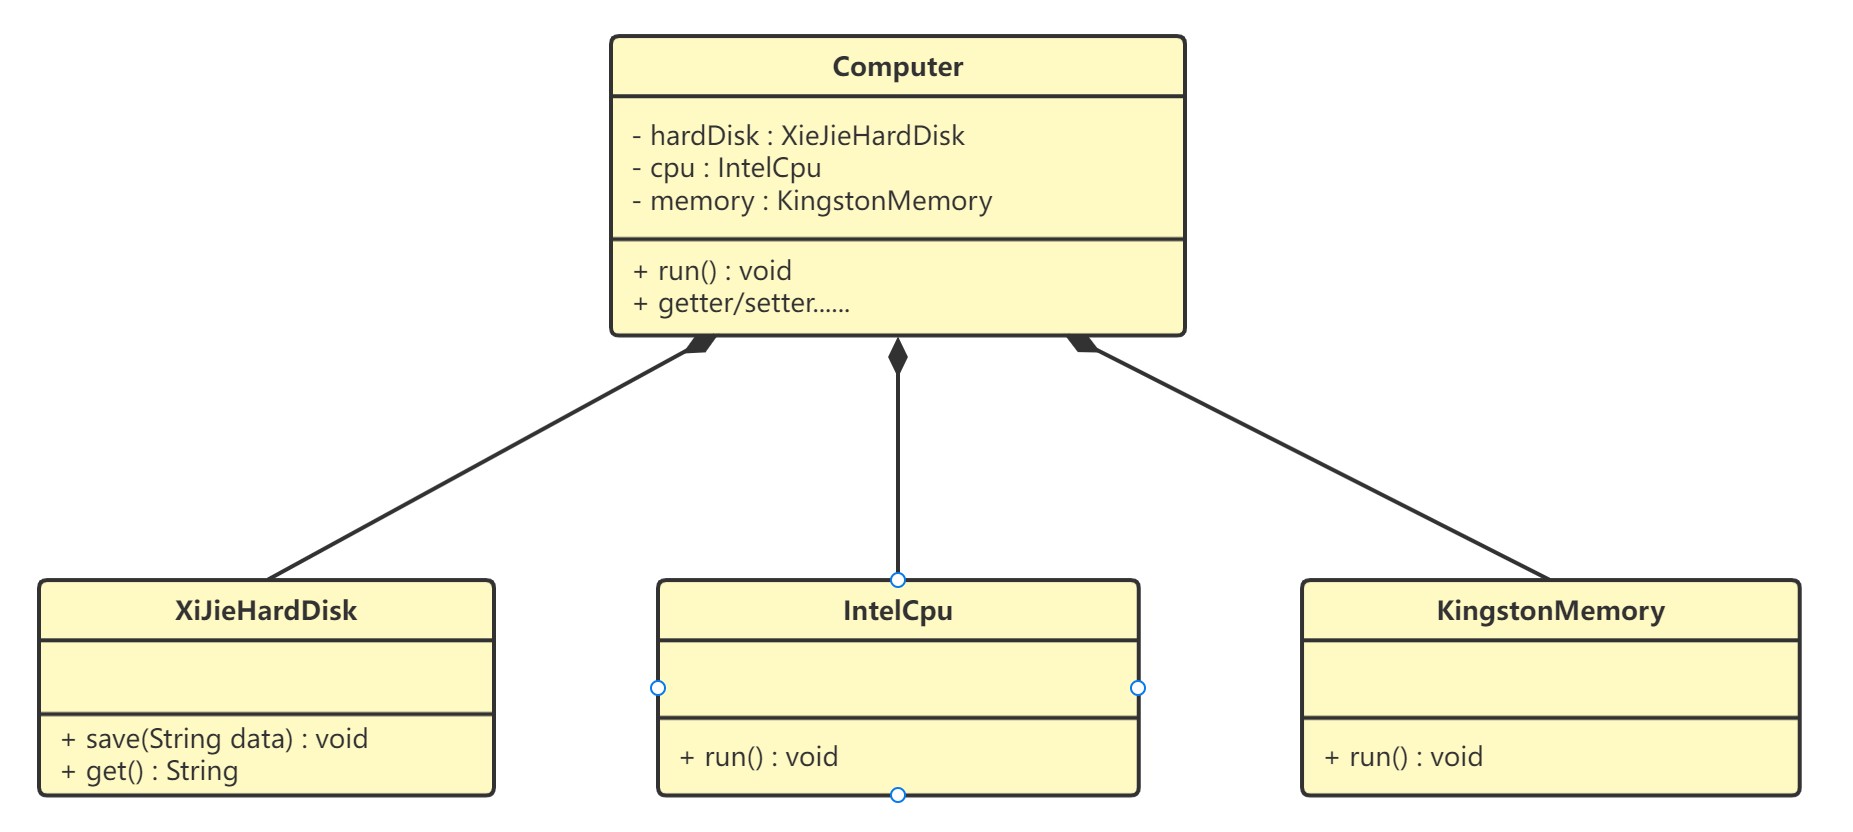 Computer
- hardDisk : XieJieHardDisk
- cpu : IntelCpu
- memory : KingstonMemory
+ run() : void
+ getter/setter......
XiJieHardDisk
+ save(String data) : void
+ get() : String
IntelCpu
+ run() : void
KingstonMemory
+ run() : void